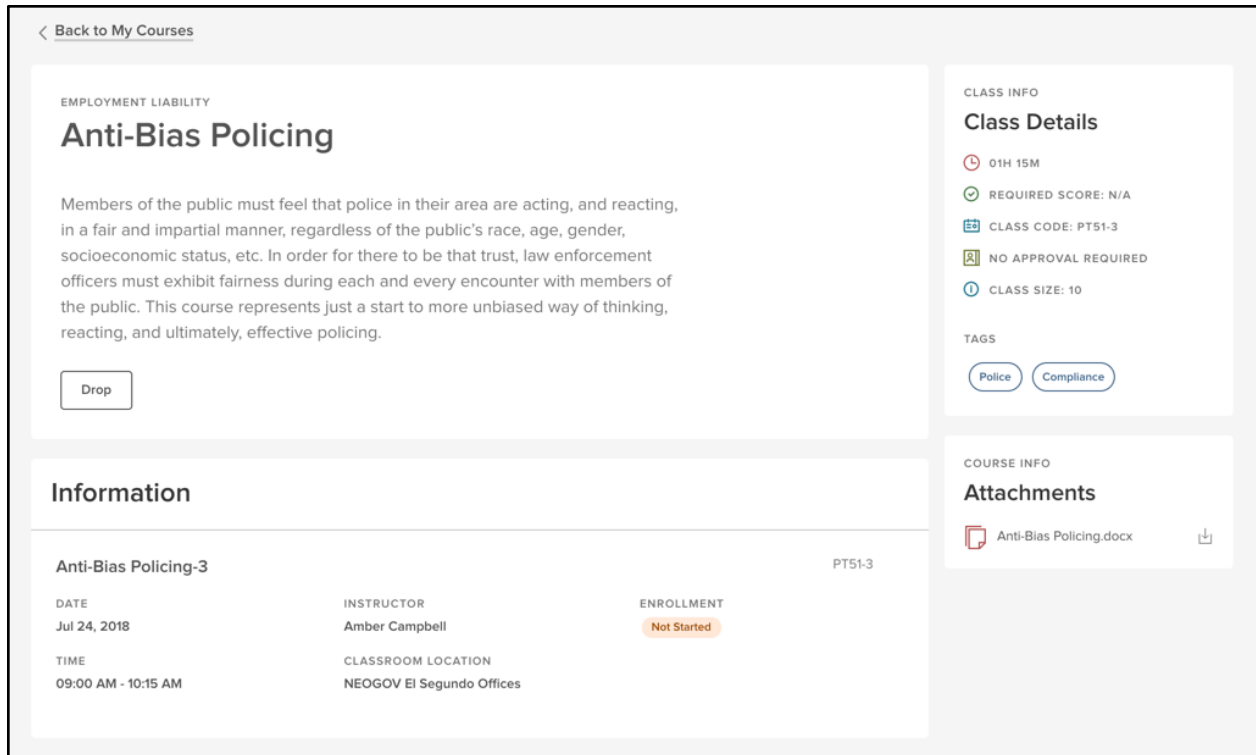 Back to My Courses
EMPLOYMENT LIABILITY
Anti-Bias Policing
Members of the public must feel that police in their area are acting, and reacting,
in a fair and impartial manner, regardless of the public's race, age, gender,
socioeconomic status, etc. In order for there to be that trust, law enforcement
officers must exhibit fairness during each and every encounter with members of
the public. This course represents just a start to more unbiased way of thinking,
reacting, and ultimately, effective policing.
Drop
Information
Anti-Bias Policing-3 PT51-3
DATE INSTRUCTOR ENROLLMENT
Jul 24, 2018 Amber Campbell Not Started
TIME CLASSROOM LOCATION
09:00 AM - 10:15 AM NEOGOV El Segundo Offices
CLASS INFO
Class Details
01H 15M
REQUIRED SCORE: N/A
CLASS CODE: PT51-3
NO APPROVAL REQUIRED
CLASS SIZE: 10
TAGS
Police Compliance
COURSE INFO
Attachments
Anti-Bias Policing.docx